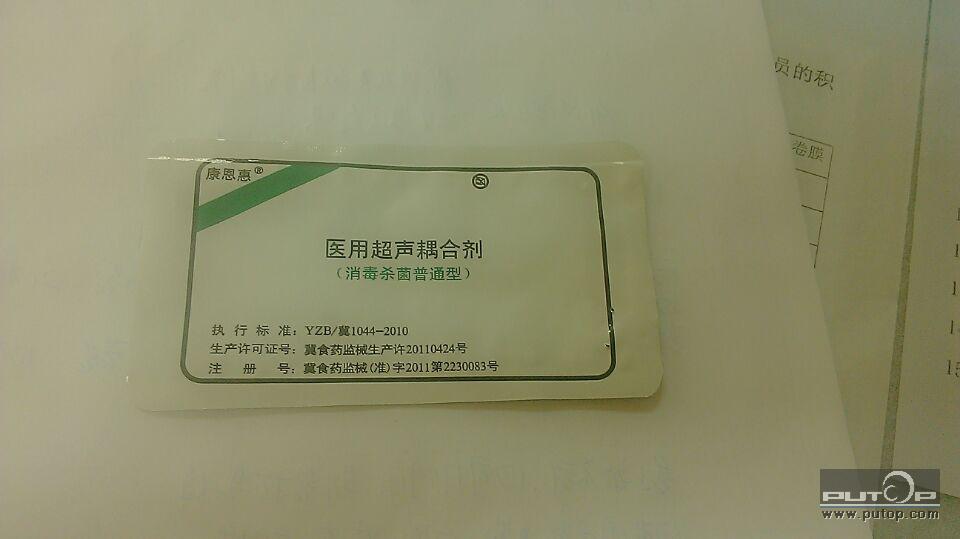 康恩惠®
医用超声耦合剂
（消毒杀菌普通型）
执行标准：YZB/冀1044-2010
生产许可证号：冀食药监械生产许20110424号
注册号：冀食药监械(准)字2011第2230083号
员的积
卷膜
PUTOP
www.putop.com